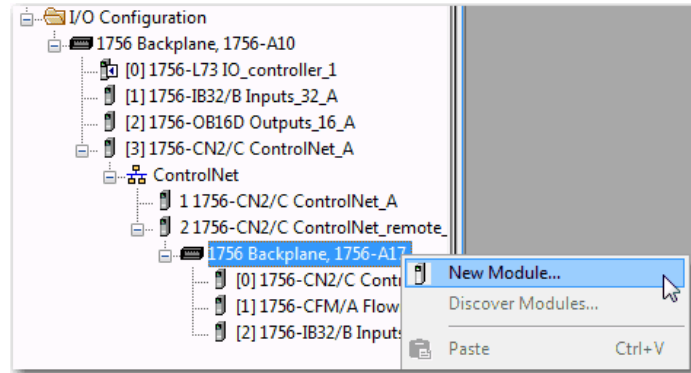 I/O Configuration
1756 Backplane, 1756-A10
[0] 1756-L73 IO_controller_1
[1] 1756-IB32/B Inputs_32_A
[2] 1756-OB16D Outputs_16_A
[3] 1756-CN2/C ControlNet_A
ControlNet
1 1756-CN2/C ControlNet_A
2 1756-CN2/C ControlNet_remote_
1756 Backplane, 1756-A17
[0] 1756-CN2/C Cont
New Module...
[1] 1756-CFM/A Flow
Discover Modules...
[2] 1756-IB32/B Inputs
Paste Ctrl+V